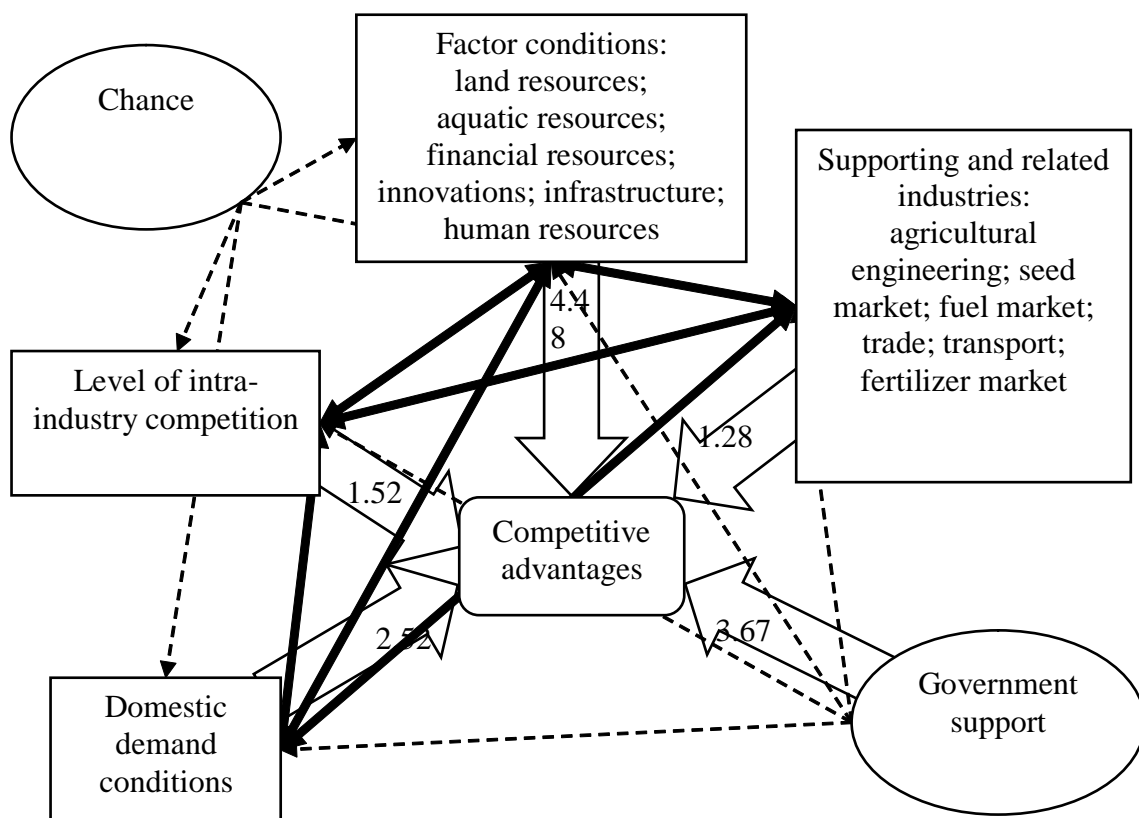 Chance
Factor conditions:
land resources;
aquatic resources;
financial resources;
innovations; infrastructure;
human resources
Supporting and related
industries:
agricultural
engineering; seed
market; fuel market;
trade; transport;
fertilizer market
4.4
8
Level of intra-
industry competition
1.28
1.52
Competitive
advantages
2.52
3.67
Domestic
demand
conditions
Government
support